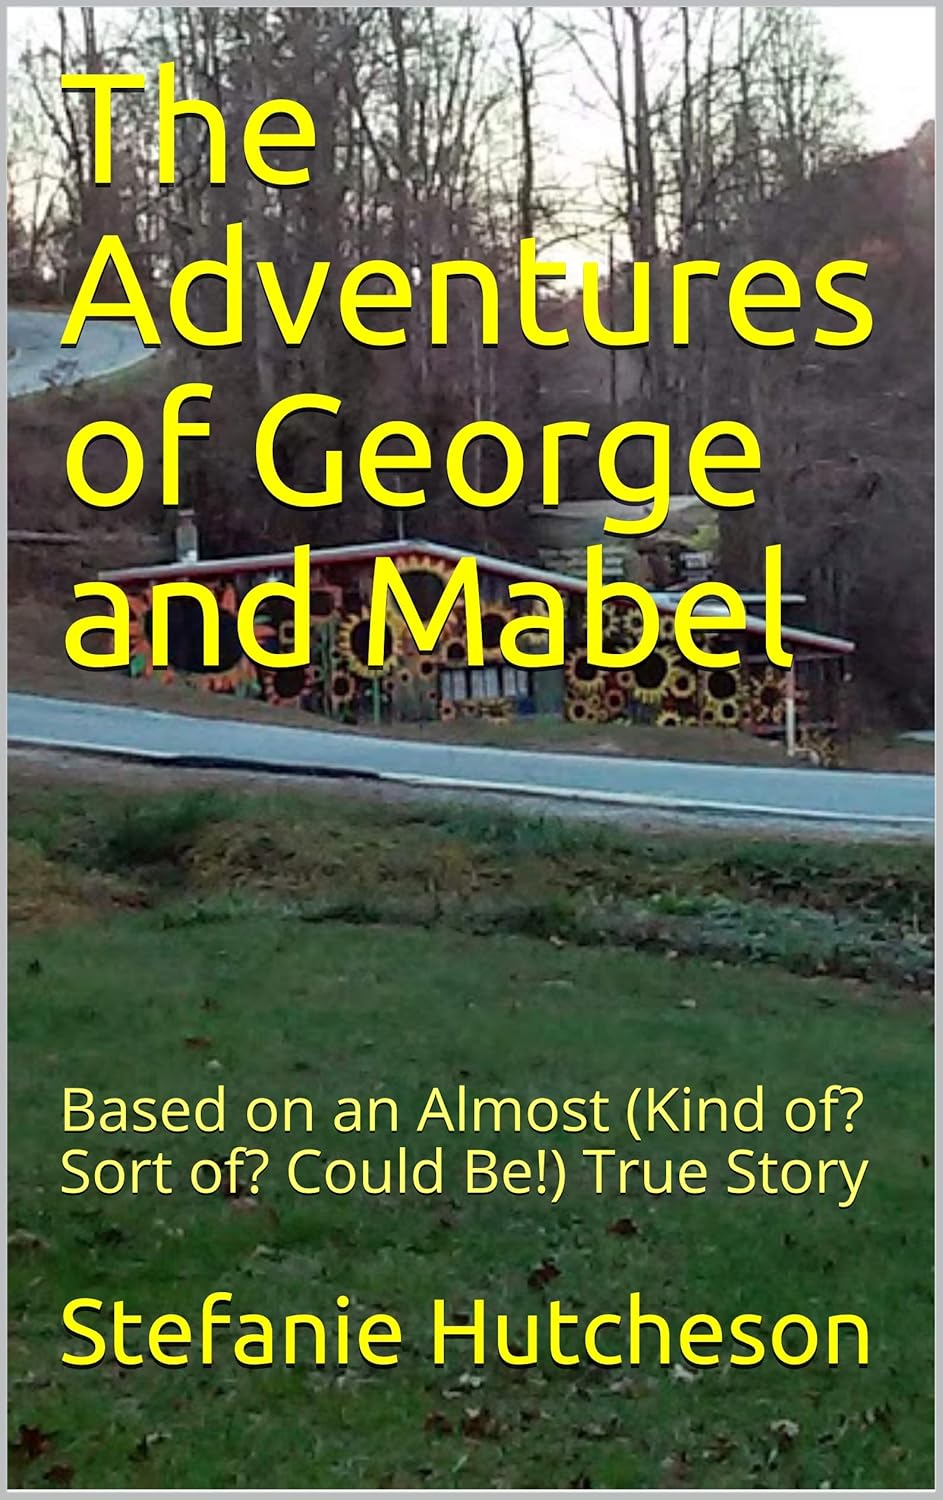 The
Adventures
of George
and Mabel
Based on an Almost (Kind of?
Sort of? Could Be!) True Story
Stefanie Hutcheson